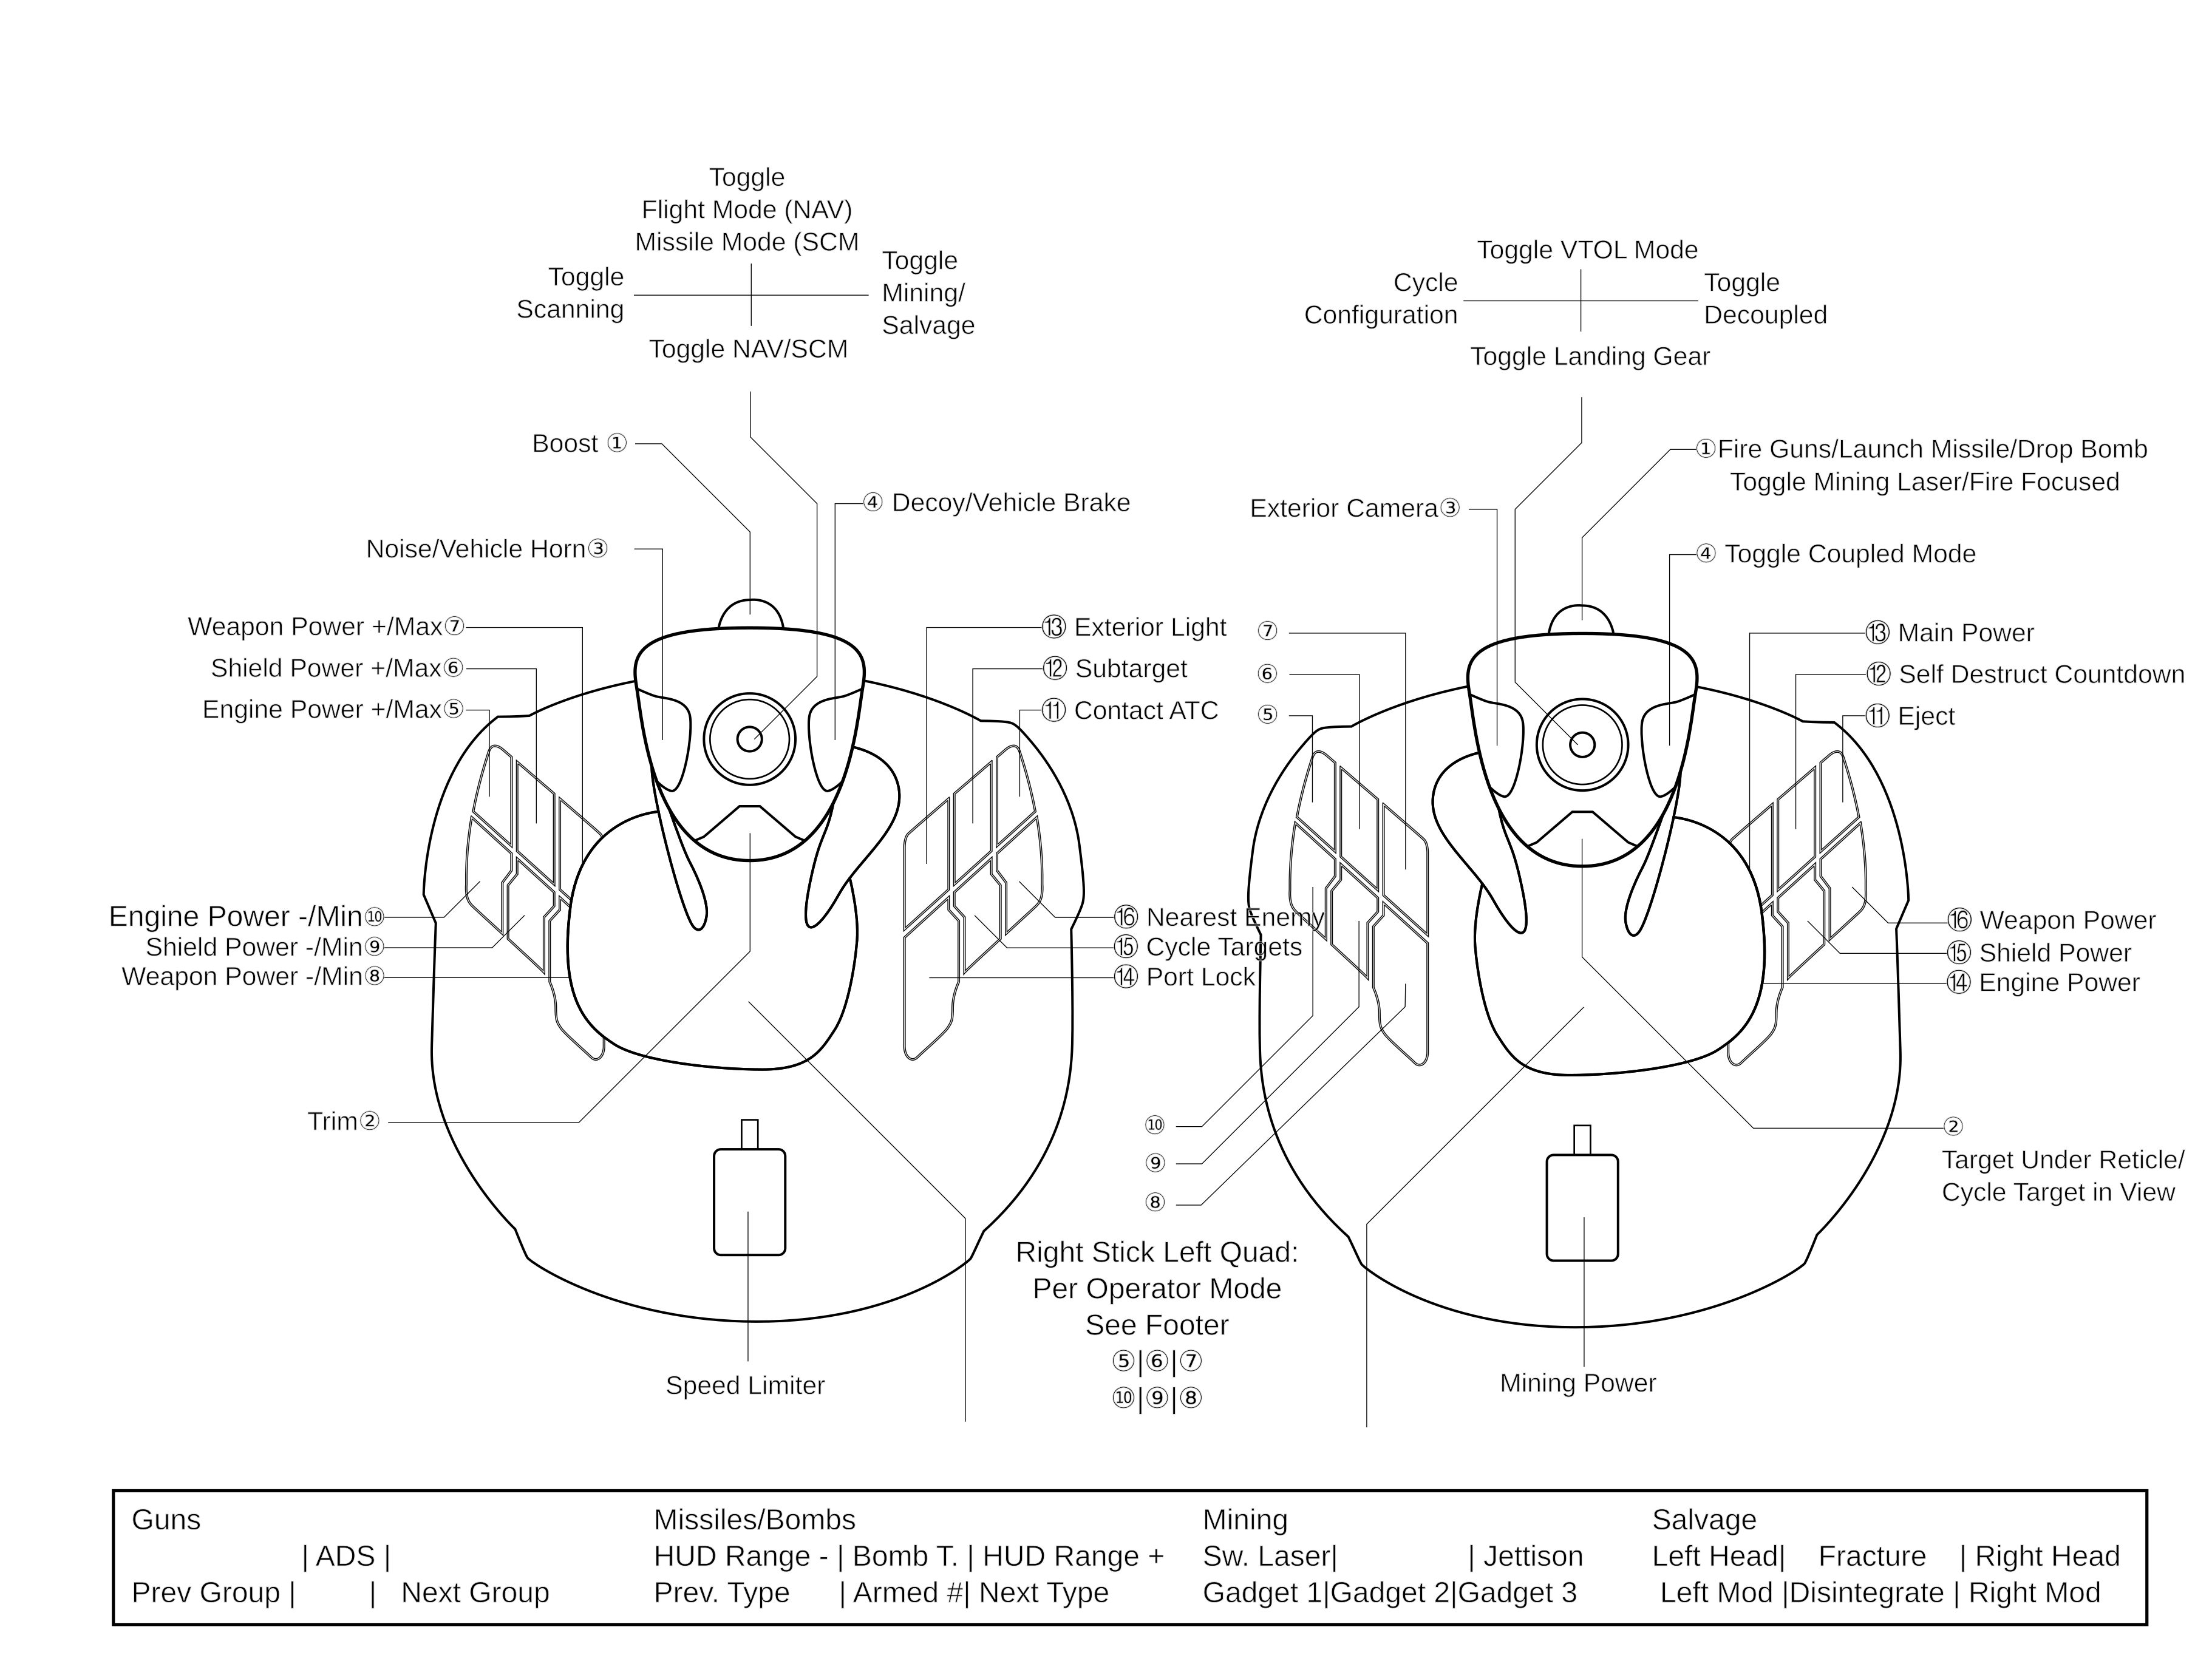 Toggle
Flight Mode (NAV)
Missile Mode (SCM
Toggle
Scanning
Toggle
Mining/
Salvage
Toggle NAV/SCM
Toggle VTOL Mode
Cycle
Configuration
Toggle
Decoupled
Toggle Landing Gear
Boost ①
④ Decoy/Vehicle Brake
Noise/Vehicle Horn③
Weapon Power +/Max⑦
Shield Power +/Max⑥
Engine Power +/Max⑤
⑬ Exterior Light
⑫ Subtarget
⑪ Contact ATC
Engine Power -/Min⑩
Shield Power -/Min⑨
Weapon Power -/Min⑧
⑯ Nearest Enemy
⑮ Cycle Targets
⑭ Port Lock
Trim②
Speed Limiter
①Fire Guns/Launch Missile/Drop Bomb
Toggle Mining Laser/Fire Focused
Exterior Camera③
④ Toggle Coupled Mode
⑦
⑥
⑤
⑬ Main Power
⑫ Self Destruct Countdown
⑪ Eject
⑯ Weapon Power
⑮ Shield Power
⑭ Engine Power
⑩
⑨
⑧
②
Target Under Reticle/
Cycle Target in View
Mining Power
Right Stick Left Quad:
Per Operator Mode
See Footer
⑤|⑥|⑦
⑩|⑨|⑧
Guns
| ADS |
Prev Group | | Next Group
Missiles/Bombs
HUD Range - | Bomb T. | HUD Range +
Prev. Type | Armed #| Next Type
Mining
Sw. Laser| | Jettison
Gadget 1|Gadget 2|Gadget 3
Salvage
Left Head| Fracture | Right Head
Left Mod |Disintegrate | Right Mod